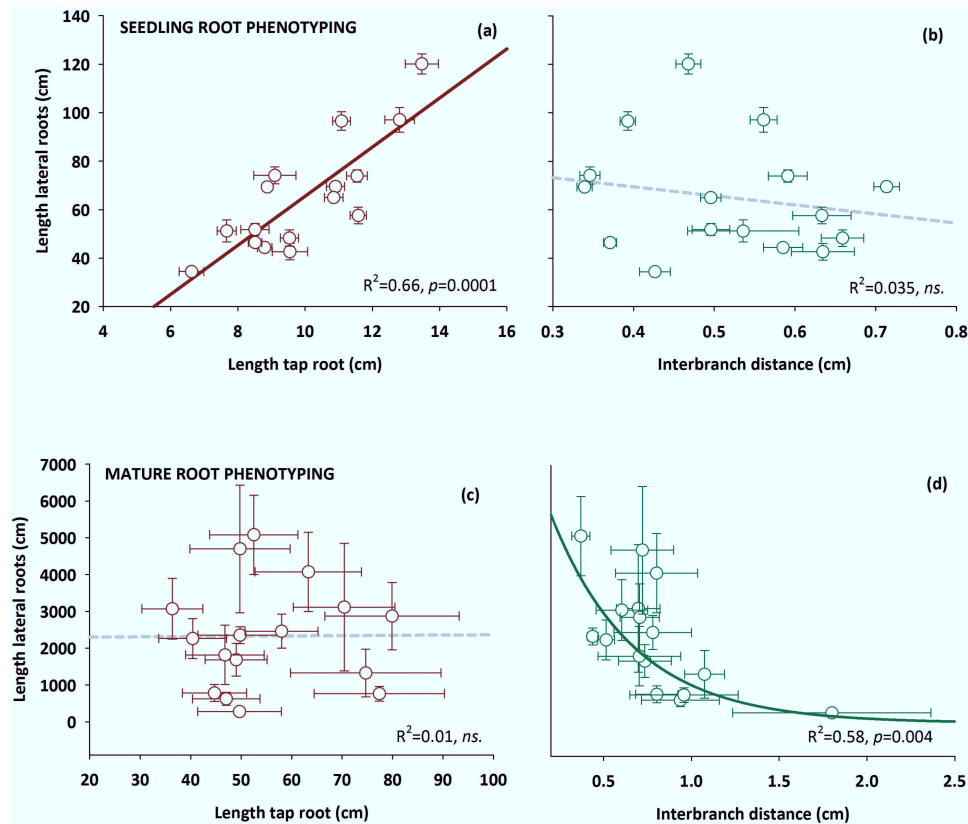 SEEDLING ROOT PHENOTYPING
(a)
(b)
140
120
100
80
60
40
20
Length lateral roots (cm)
R²=0.66, p=0.0001
R²=0.035, ns.
4 6 8 10 12 14 16
0.3 0.4 0.5 0.6 0.7 0.8
Length tap root (cm)
Interbranch distance (cm)
MATURE ROOT PHENOTYPING
(c)
(d)
7000
6000
5000
4000
3000
2000
1000
0
Length lateral roots (cm)
R²=0.01, ns.
R²=0.58, p=0.004
20 30 40 50 60 70 80 90 100
0.5 1.0 1.5 2.0 2.5
Length tap root (cm)
Interbranch distance (cm)